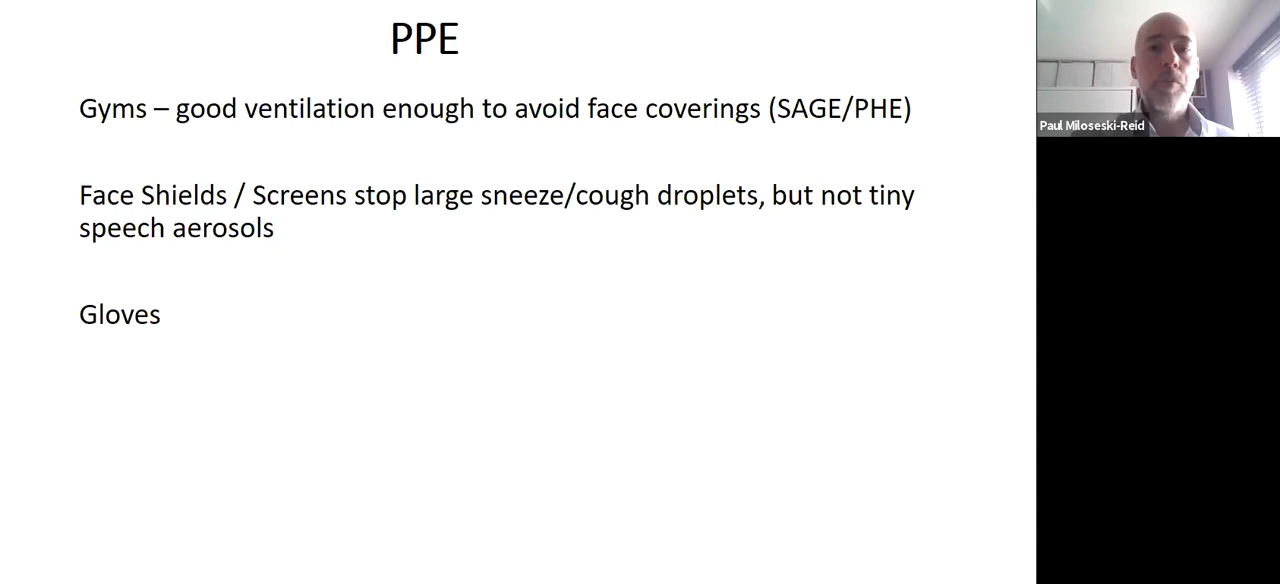 PPE
Gyms – good ventilation enough to avoid face coverings (SAGE/PHE)
Face Shields / Screens stop large sneeze/cough droplets, but not tiny
speech aerosols
Gloves
Paul Miloseski-Reid